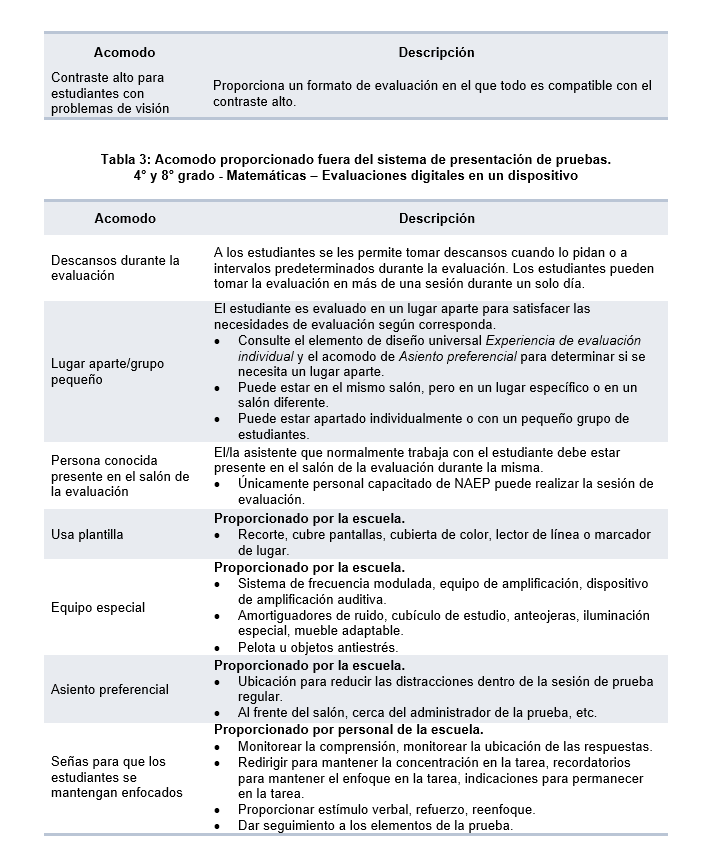 Acomodo Descripción
Contraste alto para
estudiantes con
problemas de visión
Proporciona un formato de evaluación en el que todo es compatible con el
contraste alto.
Tabla 3: Acomodo proporcionado fuera del sistema de presentación de pruebas.
4° y 8° grado - Matemáticas – Evaluaciones digitales en un dispositivo
Acomodo Descripción
Descansos durante la
evaluación
A los estudiantes se les permite tomar descansos cuando lo pidan o a
intervalos predeterminados durante la evaluación. Los estudiantes pueden
tomar la evaluación en más de una sesión durante un solo día.
Lugar aparte/grupo
pequeño
El estudiante es evaluado en un lugar aparte para satisfacer las
necesidades de evaluación según corresponda.
• Consulte el elemento de diseño universal Experiencia de evaluación
individual y el acomodo de Asiento preferencial para determinar si se
necesita un lugar aparte.
• Puede estar en el mismo salón, pero en un lugar específico o en un
salón diferente.
• Puede estar apartado individualmente o con un pequeño grupo de
estudiantes.
Persona conocida
presente en el salón de
la evaluación
El/la asistente que normalmente trabaja con el estudiante debe estar
presente en el salón de la evaluación durante la misma.
• Únicamente personal capacitado de NAEP puede realizar la sesión de
evaluación.
Usa plantilla
Proporcionado por la escuela.
• Recorte, cubre pantallas, cubierta de color, lector de línea o marcador
de lugar.
Equipo especial
Proporcionado por la escuela.
• Sistema de frecuencia modulada, equipo de amplificación, dispositivo
de amplificación auditiva.
• Amortiguadores de ruido, cubículo de estudio, anteojeras, iluminación
especial, mueble adaptable.
• Pelota u objetos antiestrés.
Asiento preferencial
Proporcionado por la escuela.
• Ubicación para reducir las distracciones dentro de la sesión de prueba
regular.
• Al frente del salón, cerca del administrador de la prueba, etc.
Señas para que los
estudiantes se
mantengan enfocados
Proporcionado por personal de la escuela.
• Monitorear la comprensión, monitorear la ubicación de las respuestas.
• Redirigir para mantener la concentración en la tarea, recordatorios
para mantener el enfoque en la tarea, indicaciones para permanecer
en la tarea.
• Proporcionar estímulo verbal, refuerzo, reenfoque.
• Dar seguimiento a los elementos de la prueba.